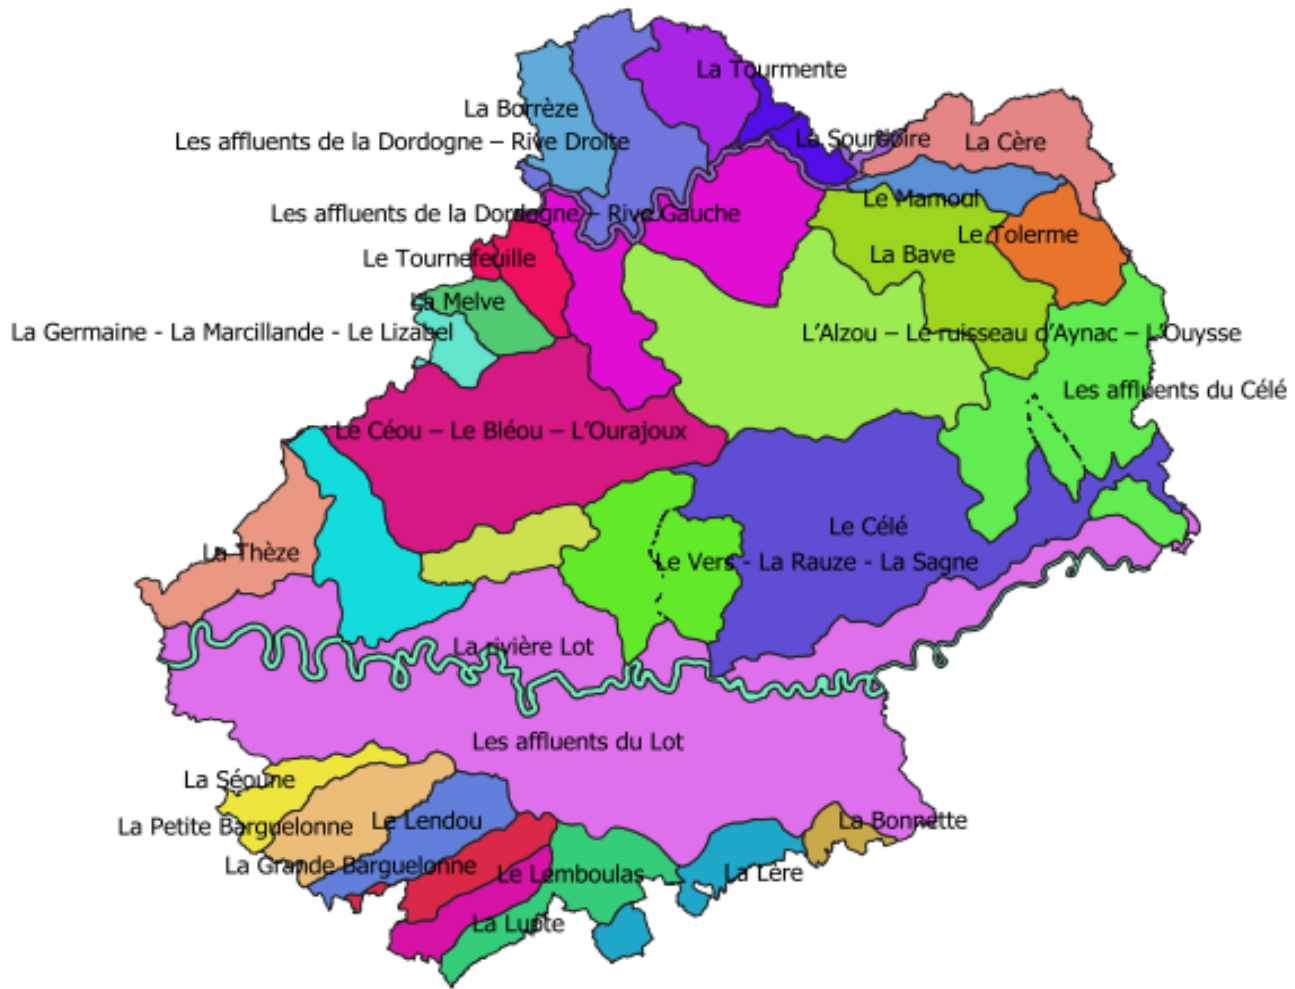 La Tourmente
La Borrèze
Les affluents de la Dordogne – Rive Droite
La Sourdoire
La Cère
Le Mamoul
Les affluents de la Dordogne – Rive Gauche
Le Tolerme
La Bave
Le Tournefeuille
La Melve
La Germaine - La Marcillande - Le Lizabel
L'Alzou – Le ruisseau d'Aynac – L'Ouysse
Les affluents du Célé
Le Céou – Le Bléou – L'Ourajoux
Le Célé
La Thèze
Le Vers - La Rauze - La Sagne
La rivière Lot
Les affluents du Lot
La Séoune
La Petite Barguelonne
Le Lendou
La Bonnette
La Grande Barguelonne
Le Lemboulas
La Lère
La Lupte